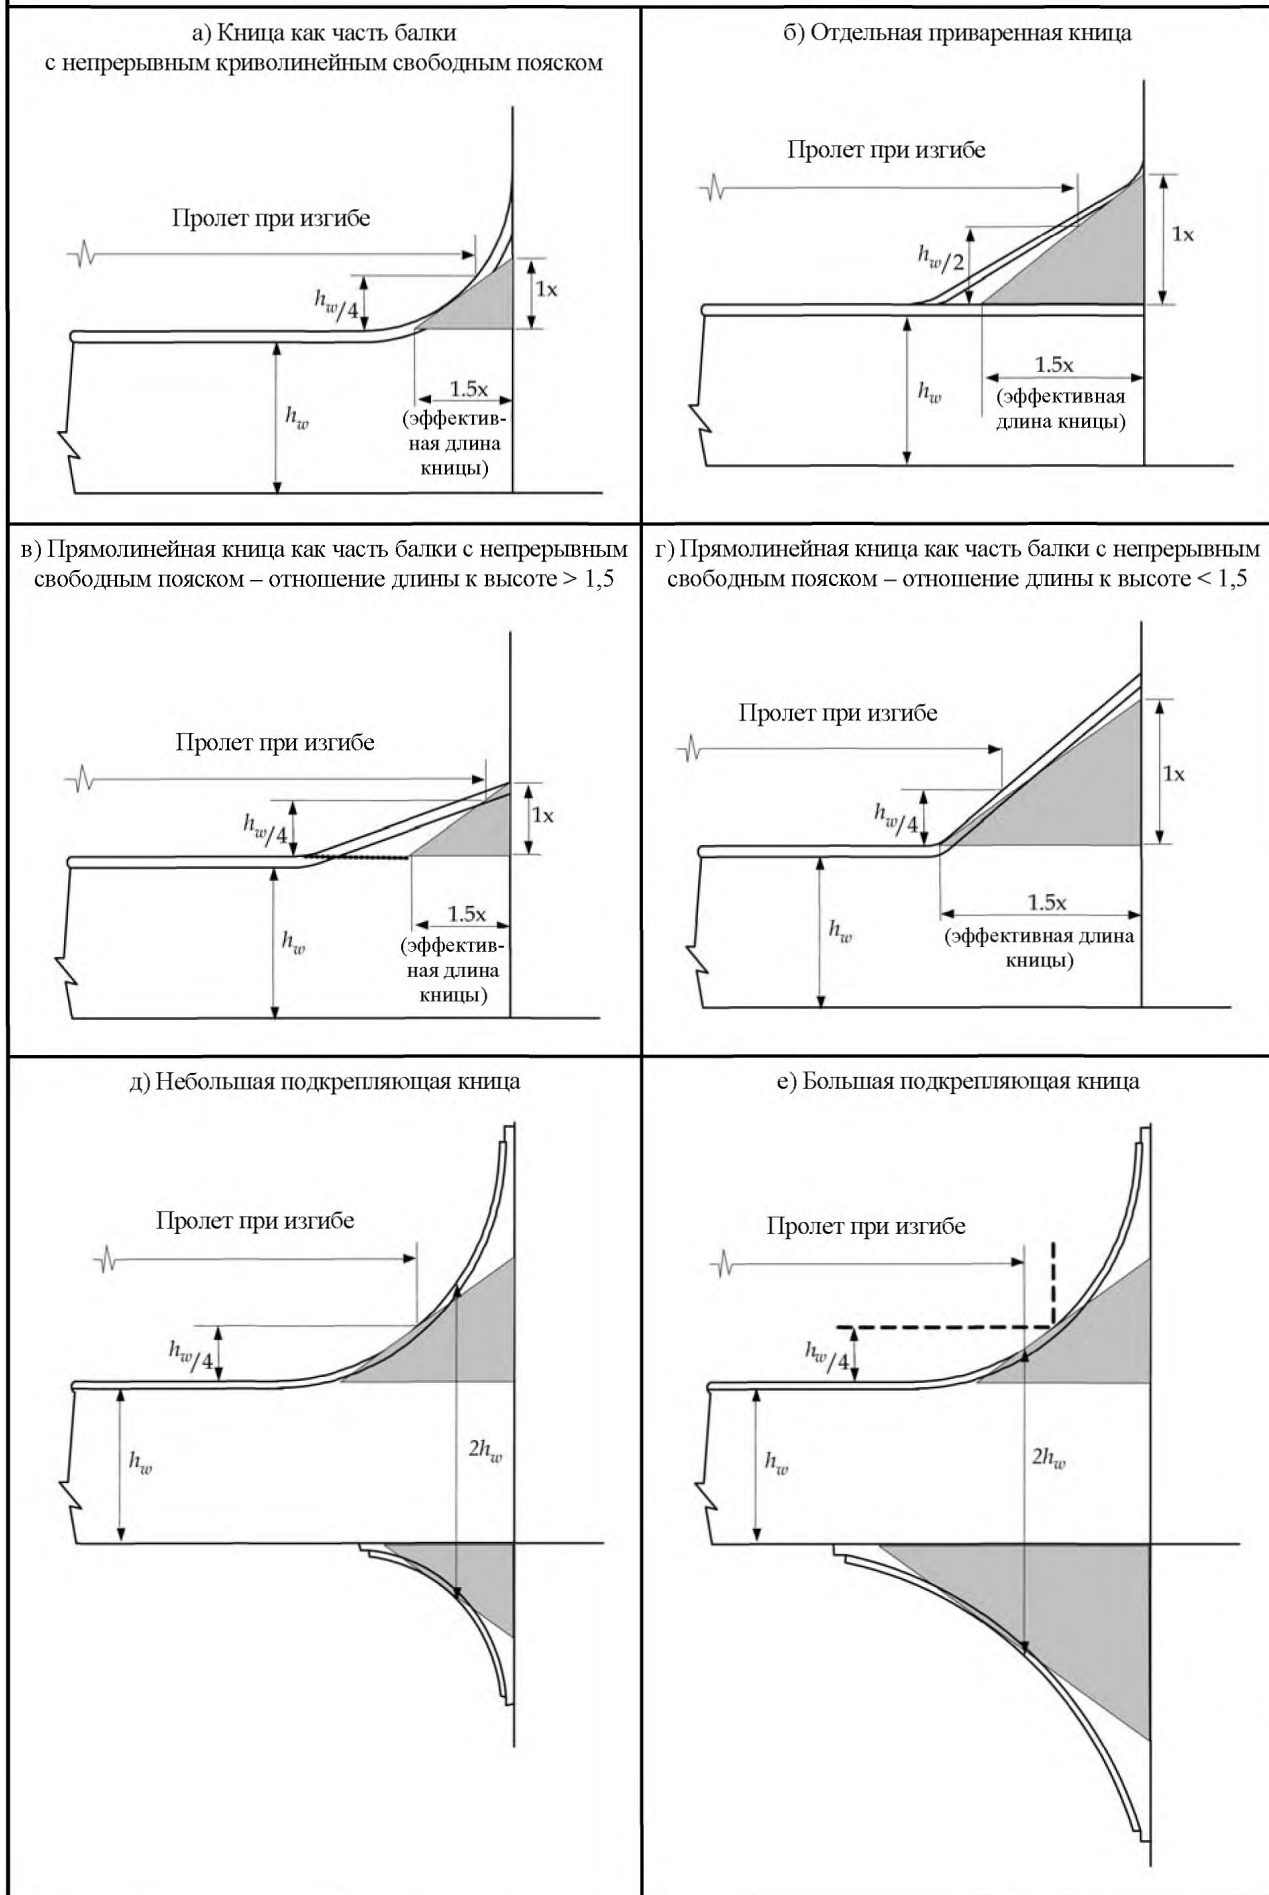 а) Кница как часть балки
с непрерывным криволинейным свободным пояском
Пролет при изгибе
h_w/4
1x
1.5x
h_w
(эффектив-
ная длина
кницы)
б) Отдельная приваренная кница
Пролет при изгибе
h_w/2
1x
1.5x
h_w
(эффективная
длина кницы)
в) Прямолинейная кница как часть балки с непрерывным
свободным пояском – отношение длины к высоте > 1,5
Пролет при изгибе
h_w/4
1x
1.5x
h_w
(эффектив-
ная длина
кницы)
г) Прямолинейная кница как часть балки с непрерывным
свободным пояском – отношение длины к высоте < 1,5
Пролет при изгибе
h_w/4
1x
1.5x
h_w
(эффективная длина
кницы)
д) Небольшая подкрепляющая кница
Пролет при изгибе
h_w/4
h_w
2h_w
е) Большая подкрепляющая кница
Пролет при изгибе
h_w/4
h_w
2h_w